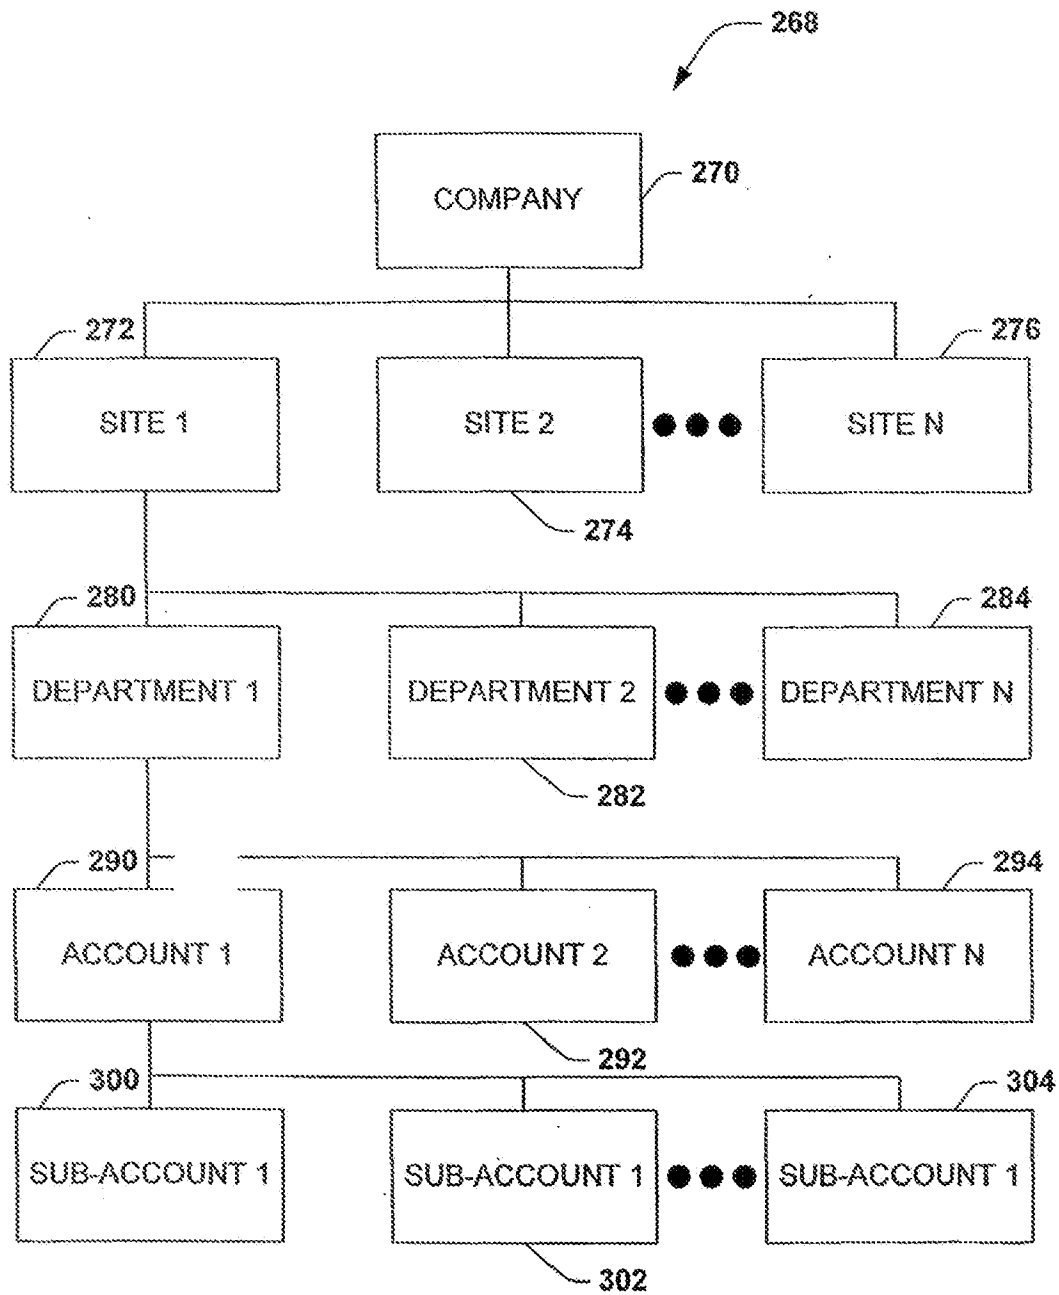 268
COMPANY
270
272
276
SITE 1
SITE 2
SITE N
274
280
284
DEPARTMENT 1
DEPARTMENT 2
DEPARTMENT N
282
290
294
ACCOUNT 1
ACCOUNT 2
ACCOUNT N
292
300
304
SUB-ACCOUNT 1
SUB-ACCOUNT 1
SUB-ACCOUNT 1
302